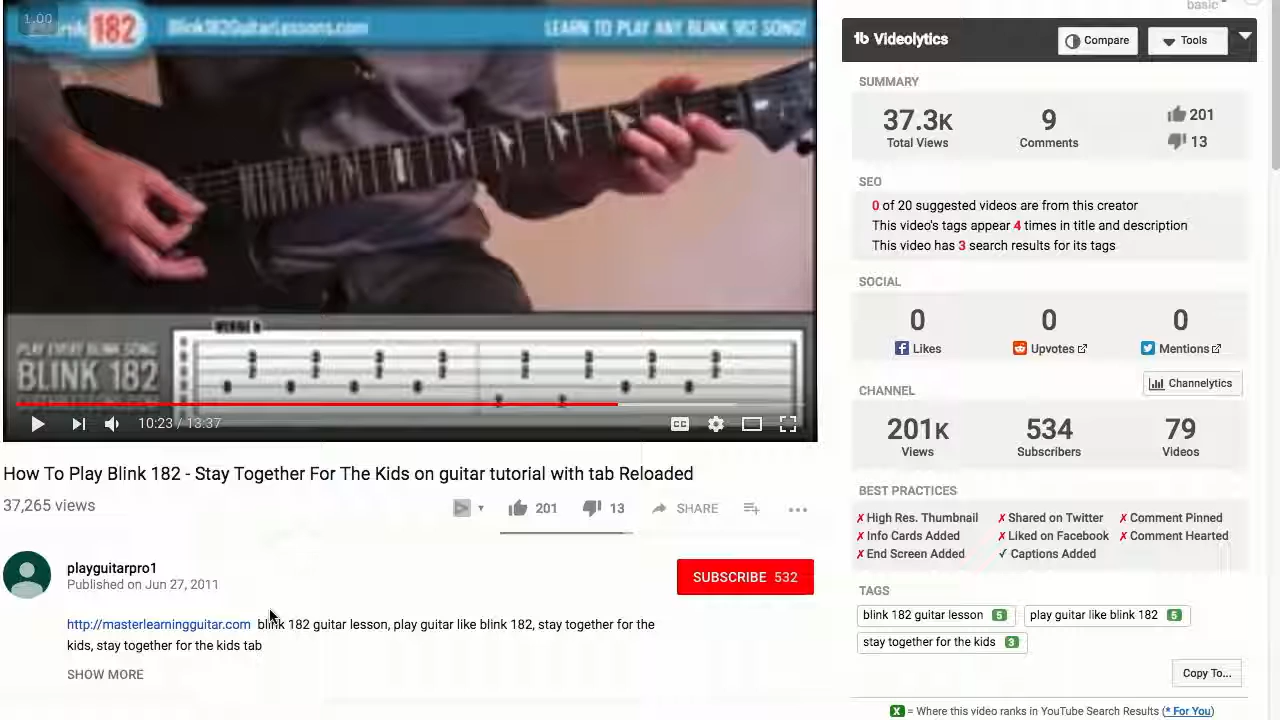 1.00
basic
182
Blink182GuitarLessons.com
LEARN TO PLAY ANY BLINK 182 SONG!
PLAY EVERY BLINK SONG
BLINK 182
10:23 / 13:37
CC
How To Play Blink 182 - Stay Together For The Kids on guitar tutorial with tab Reloaded
37,265 views
201
13
SHARE
playguitarpro1
Published on Jun 27, 2011
SUBSCRIBE 532
http://masterlearningguitar.com blink 182 guitar lesson, play guitar like blink 182, stay together for the
kids, stay together for the kids tab
SHOW MORE
Videolytics
Compare
Tools
SUMMARY
37.3K
Total Views
9
Comments
201
13
SEO
0 of 20 suggested videos are from this creator
This video's tags appear 4 times in title and description
This video has 3 search results for its tags
SOCIAL
0
Likes
0
Upvotes
0
Mentions
Channelytics
CHANNEL
201K
Views
534
Subscribers
79
Videos
BEST PRACTICES
✗ High Res. Thumbnail ✗ Shared on Twitter ✗ Comment Pinned
✗ Info Cards Added ✗ Liked on Facebook ✗ Comment Hearted
✗ End Screen Added ✓ Captions Added
TAGS
blink 182 guitar lesson 5 play guitar like blink 182 5
stay together for the kids 3
Copy To...
X = Where this video ranks in YouTube Search Results (* For You)